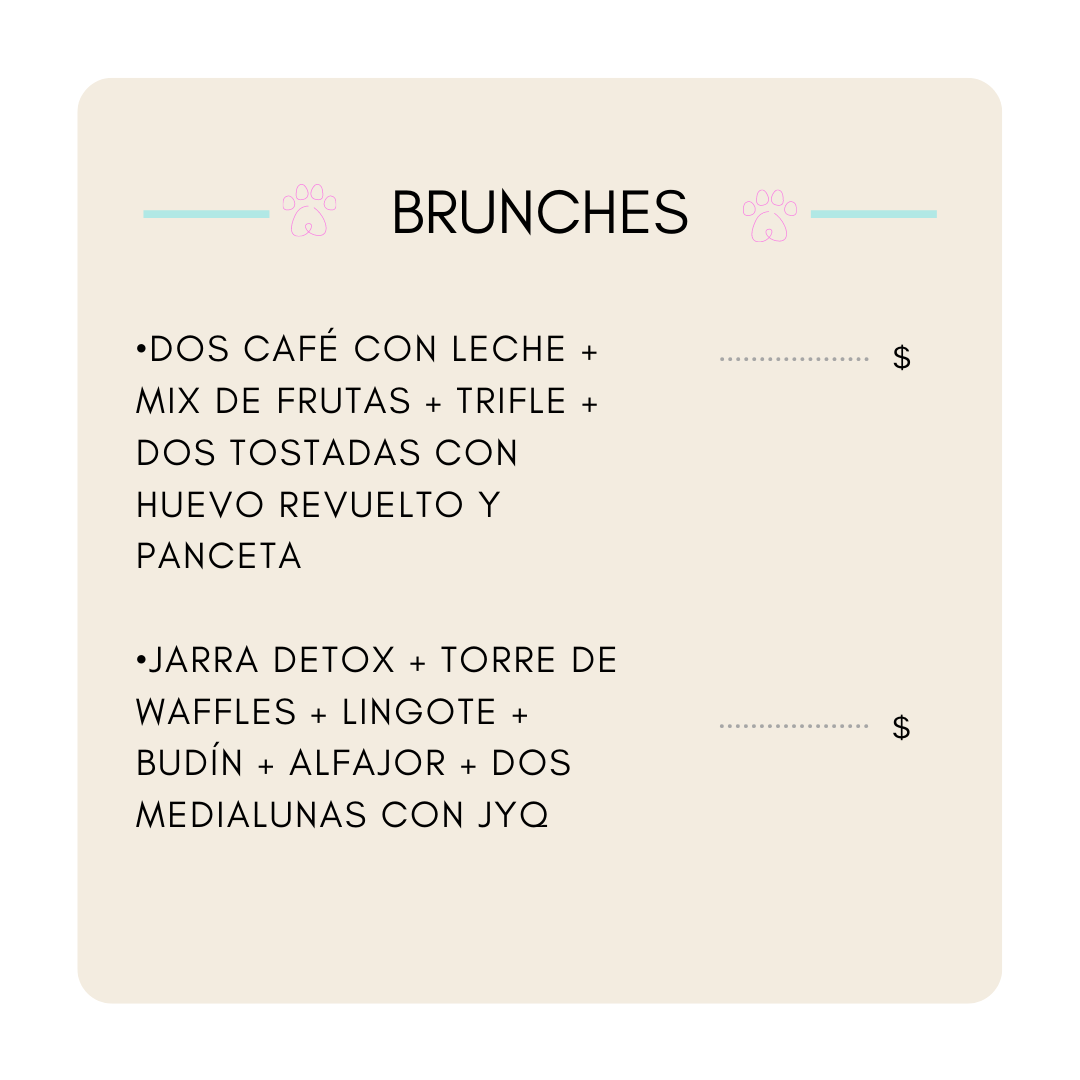 BRUNCHES
•DOS CAFÉ CON LECHE + ................... $
MIX DE FRUTAS + TRIFLE +
DOS TOSTADAS CON
HUEVO REVUELTO Y
PANCETA
•JARRA DETOX + TORRE DE
WAFFLES + LINGOTE + ................... $
BUDÍN + ALFAJOR + DOS
MEDIALUNAS CON JYQ